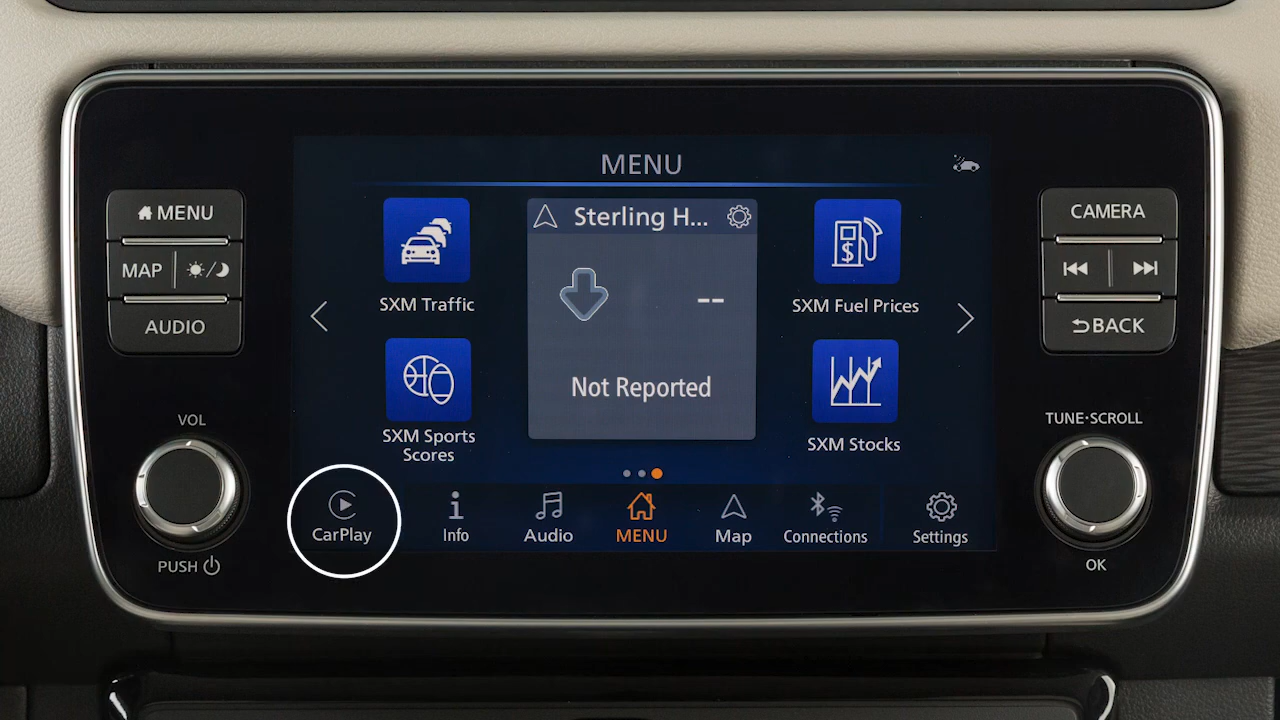 MENU
MENU
MAP
AUDIO
VOL
PUSH
SXM Traffic
SXM Sports
Scores
Sterling H...
--
Not Reported
SXM Fuel Prices
$
SXM Stocks
CarPlay
Info
Audio
MENU
Map
Connections
Settings
CAMERA
BACK
TUNE·SCROLL
OK